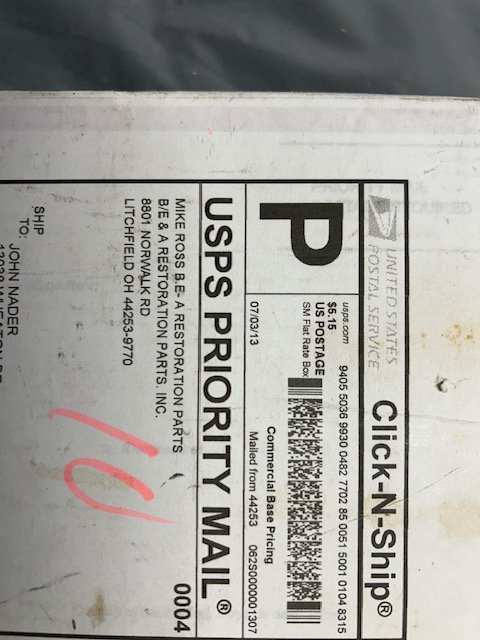 UNITED STATES
POSTAL SERVICE
Click-N-Ship®
P
usps.com
$5.15
US POSTAGE
SM Flat Rate Box
9405 5036 9930 0482 7702 85 0051 5001 0104 8315
07/03/13
Commercial Base Pricing
Mailed from 44253 062S0000001307
USPS PRIORITY MAIL®
MIKE ROSS B.E- A RESTORATION PARTS
B/E & A RESTORATION PARTS. INC.
8801 NORWALK RD
LITCHFIELD OH 44253-9770
0004
10
SHIP
TO:
JOHN NADER